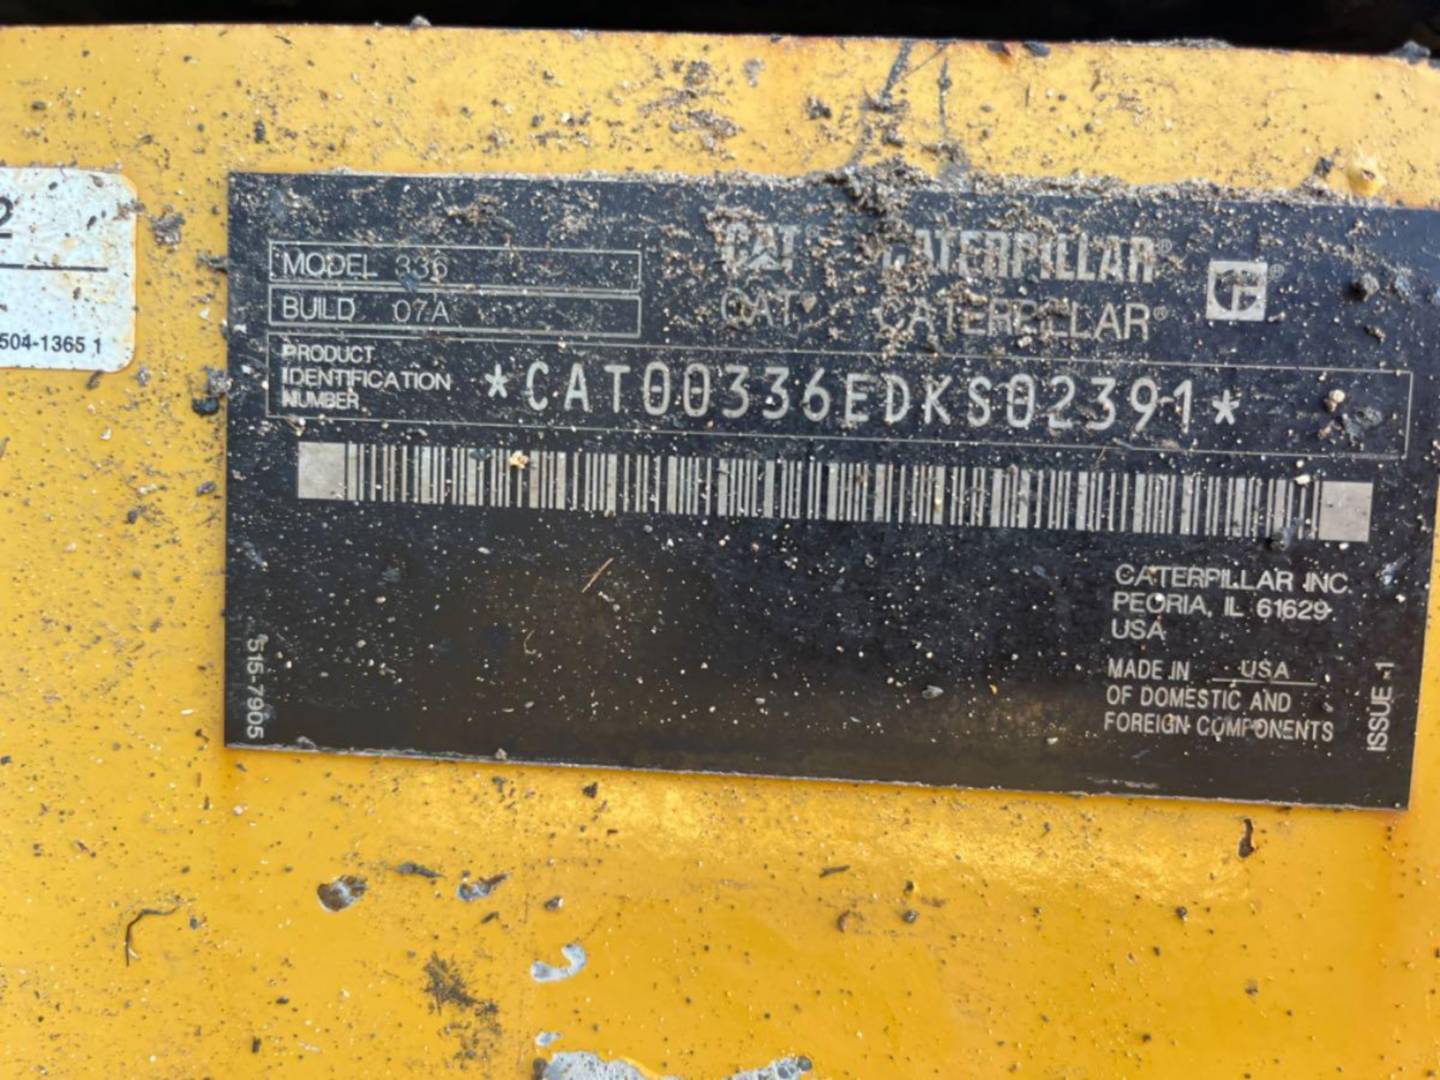 2
504-1365 1
CAT® CATERPILLAR®
CAT® CATERPILLAR®
MODEL 336
BUILD 07A
PRODUCT IDENTIFICATION NUMBER
*CAT00336EDKS02391*
CATERPILLAR INC.
PEORIA, IL 61629
USA
MADE IN USA
OF DOMESTIC AND
FOREIGN COMPONENTS
515-7905
ISSUE -1